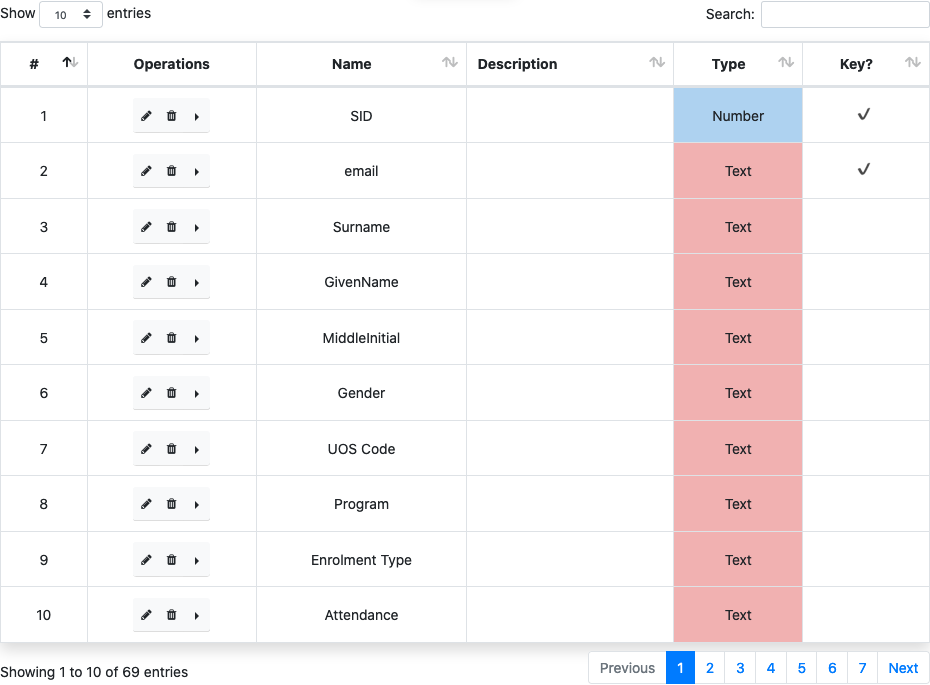 Show 10 entries Search:
# Operations Name Description Type Key?
1 SID Number ✓
2 email Text ✓
3 Surname Text
4 GivenName Text
5 MiddleInitial Text
6 Gender Text
7 UOS Code Text
8 Program Text
9 Enrolment Type Text
10 Attendance Text
Showing 1 to 10 of 69 entries Previous 1 2 3 4 5 6 7 Next